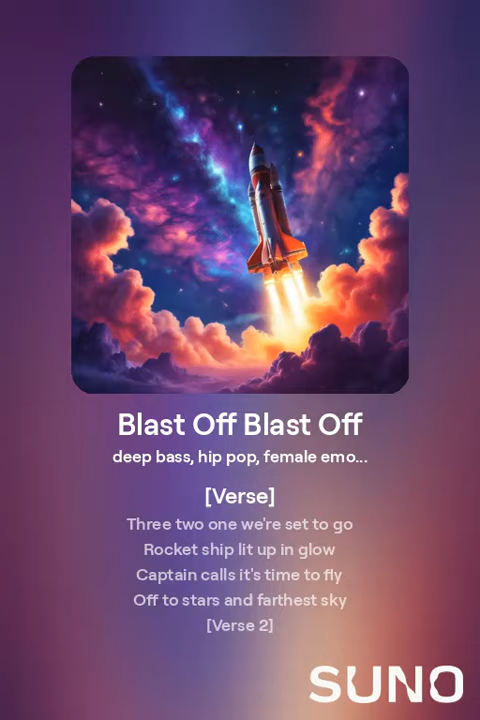 Blast Off Blast Off
deep bass, hip pop, female emo...
[Verse]
Three two one we're set to go
Rocket ship lit up in glow
Captain calls it's time to fly
Off to stars and farthest sky
[Verse 2]
SUNO